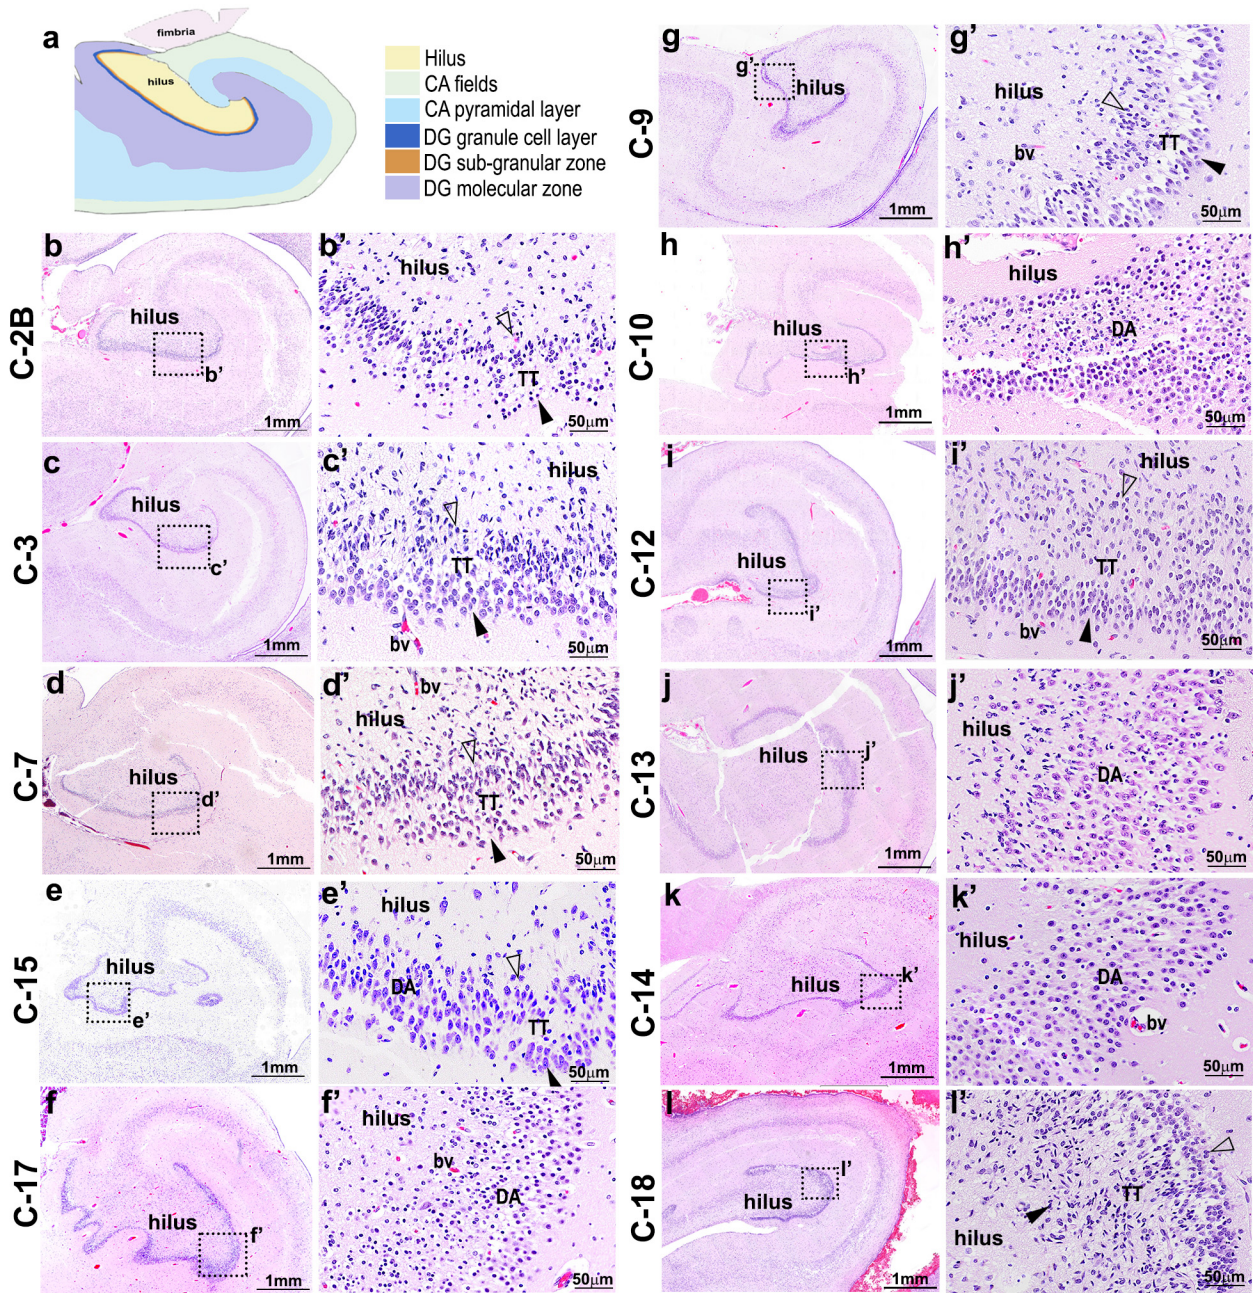 a
fimbria
hilus
Hilus
CA fields
CA pyramidal layer
DG granule cell layer
DG sub-granular zone
DG molecular zone
C-2B
b
hilus
b'
1mm
b'
hilus
TT
50µm
C-3
c
hilus
c'
1mm
c'
hilus
TT
bv
50µm
C-7
d
hilus
d'
1mm
d'
bv
hilus
TT
50µm
C-15
e
hilus
e'
1mm
e'
hilus
DA
TT
50µm
C-17
f
hilus
f'
1mm
f'
hilus
bv
DA
50µm
C-9
g
g'
hilus
1mm
g'
hilus
bv
TT
50µm
C-10
h
hilus
h'
1mm
h'
hilus
DA
50µm
C-12
i
hilus
i'
1mm
i'
hilus
TT
bv
50µm
C-13
j
hilus
j'
1mm
j'
hilus
DA
50µm
C-14
k
hilus
k'
1mm
k'
hilus
DA
bv
50µm
C-18
l
l'
hilus
1mm
l'
TT
hilus
50µm